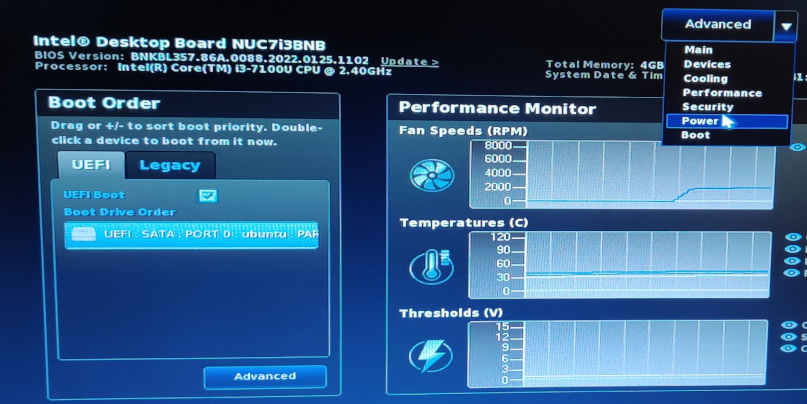 Advanced
Main
Devices
Cooling
Performance
Security
Power
Boot
Intel® Desktop Board NUC7i3BNB
BIOS Version: BNKBL357.86A.0088.2022.0125.1102 Update >
Processor: Intel(R) Core(TM) i3-7100U CPU @ 2.40GHz
Total Memory: 4GB
System Date & Tim
Boot Order
Drag or +/- to sort boot priority. Double-
click a device to boot from it now.
UEFI Legacy
UEFI Boot
Boot Drive Order
UEFI : SATA : PORT 0 : ubuntu : PAR
Advanced
Performance Monitor
Fan Speeds (RPM)
8000
6000
4000
2000
0
Temperatures (C)
120
90
60
30
0
Thresholds (V)
15
12
9
6
3
0